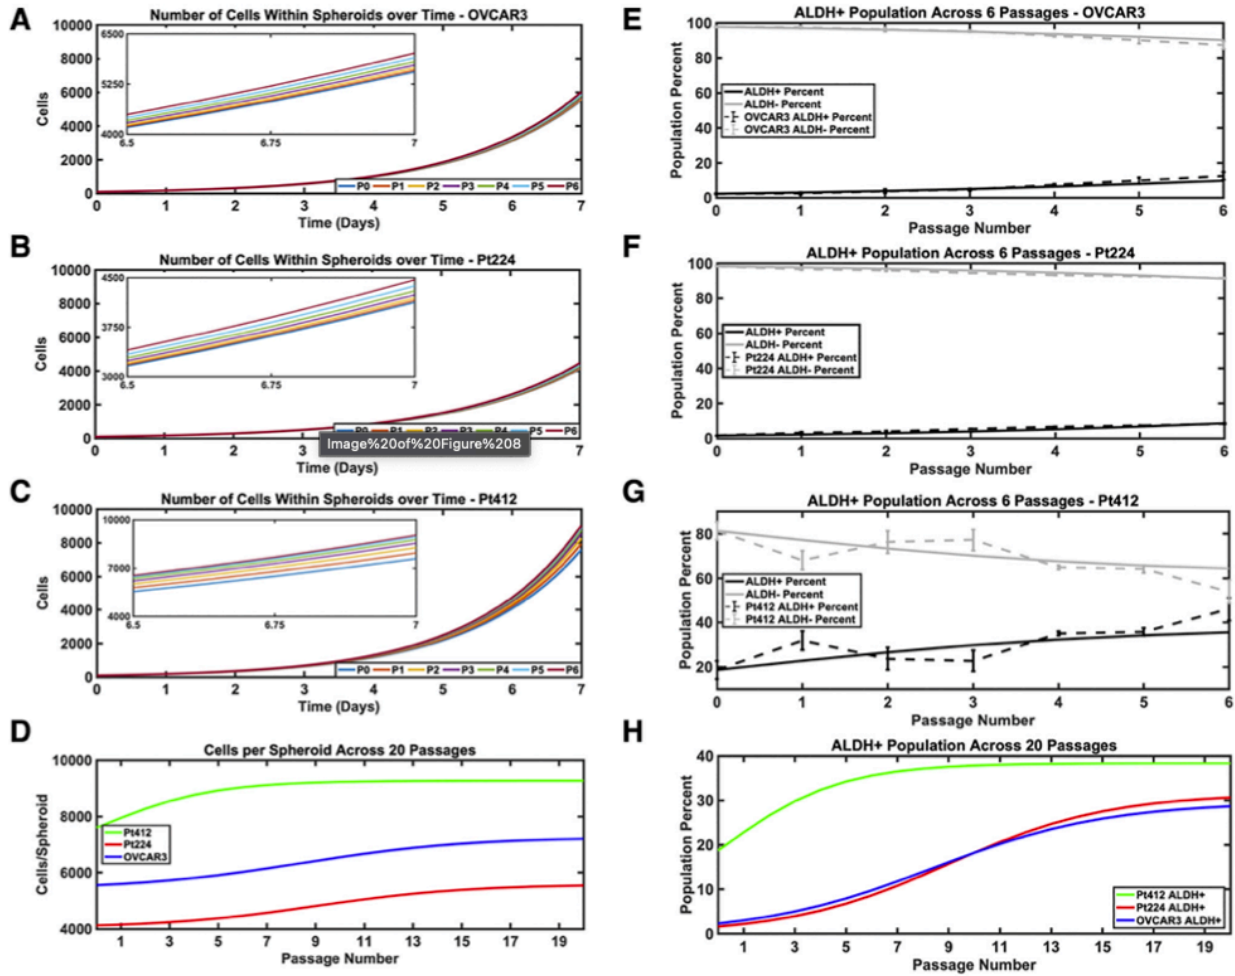 A
Number of Cells Within Spheroids over Time - OVCAR3
Cells
10000
8000
6000
4000
2000
0
6500
5250
4000
6.5 6.75 7
P0 P1 P2 P3 P4 P5 P6
0 1 2 3 4 5 6 7
Time (Days)
B
Number of Cells Within Spheroids over Time - Pt224
Cells
10000
8000
6000
4000
2000
0
4500
3750
3000
6.5 6.75 7
P0 P1 P2 P3 P4 P5 P6
Image%20of%20Figure%208
0 1 2 3 4 5 6 7
Time (Days)
C
Number of Cells Within Spheroids over Time - Pt412
Cells
10000
8000
6000
4000
2000
0
10000
7000
4000
6.5 6.75 7
P0 P1 P2 P3 P4 P5 P6
0 1 2 3 4 5 6 7
Time (Days)
D
Cells per Spheroid Across 20 Passages
Cells/Spheroid
10000
8000
6000
4000
Pt412
Pt224
OVCAR3
1 3 5 7 9 11 13 15 17 19
Passage Number
E
ALDH+ Population Across 6 Passages - OVCAR3
Population Percent
100
80
60
40
20
0
ALDH+ Percent
ALDH- Percent
OVCAR3 ALDH+ Percent
OVCAR3 ALDH- Percent
0 1 2 3 4 5 6
Passage Number
F
ALDH+ Population Across 6 Passages - Pt224
Population Percent
100
80
60
40
20
0
ALDH+ Percent
ALDH- Percent
Pt224 ALDH+ Percent
Pt224 ALDH- Percent
0 1 2 3 4 5 6
Passage Number
G
ALDH+ Population Across 6 Passages - Pt412
Population Percent
80
60
40
20
ALDH+ Percent
ALDH- Percent
Pt412 ALDH+ Percent
Pt412 ALDH- Percent
0 1 2 3 4 5 6
Passage Number
H
ALDH+ Population Across 20 Passages
Population Percent
40
30
20
10
0
Pt412 ALDH+
Pt224 ALDH+
OVCAR3 ALDH+
1 3 5 7 9 11 13 15 17 19
Passage Number